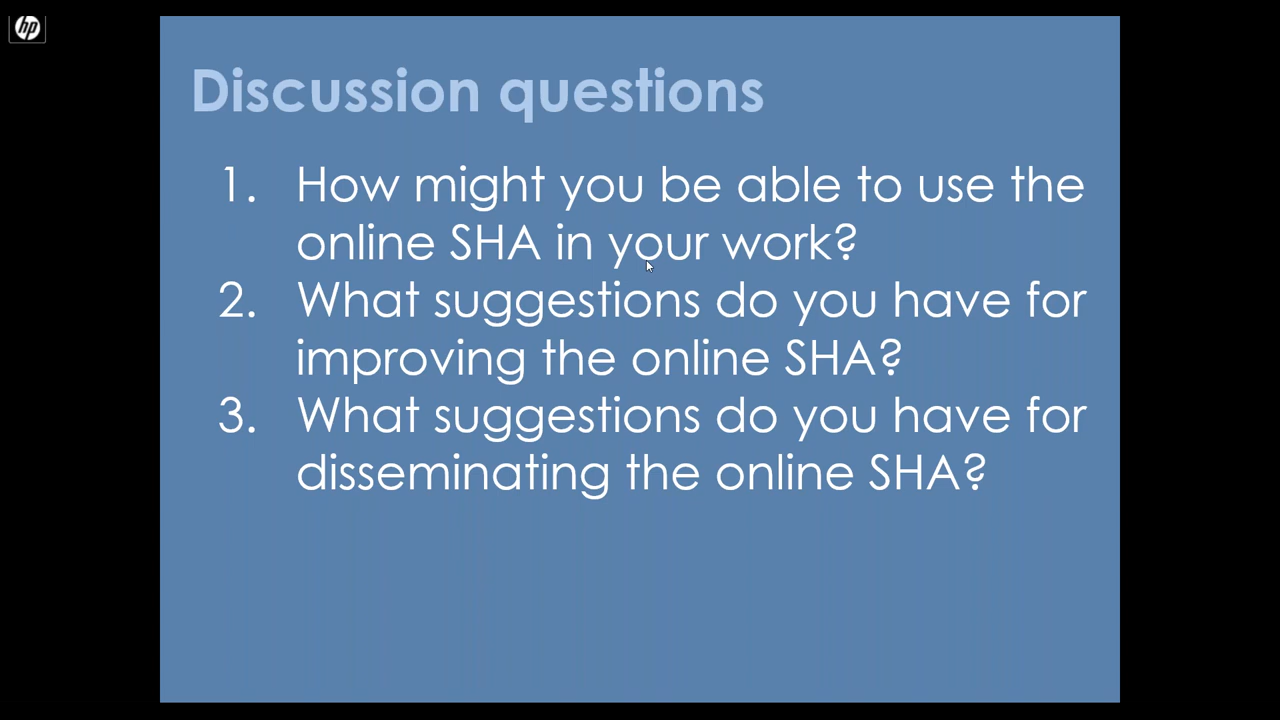 hp
Discussion questions
1. How might you be able to use the
online SHA in your work?
2. What suggestions do you have for
improving the online SHA?
3. What suggestions do you have for
disseminating the online SHA?